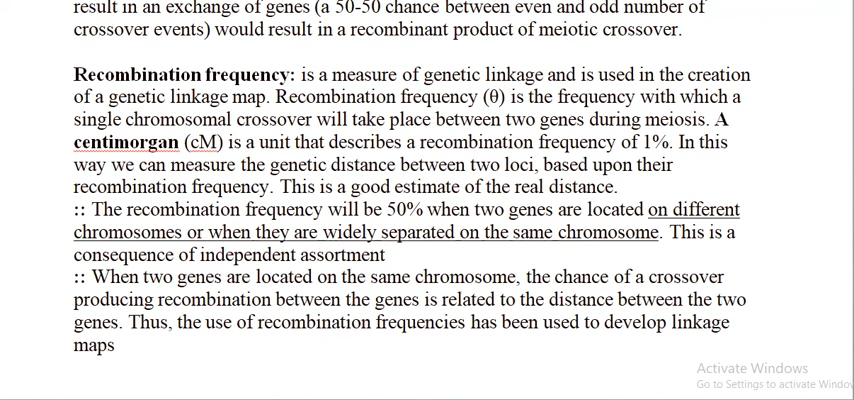 result in an exchange of genes (a 50-50 chance between even and odd number of
crossover events) would result in a recombinant product of meiotic crossover.
Recombination frequency: is a measure of genetic linkage and is used in the creation
of a genetic linkage map. Recombination frequency (θ) is the frequency with which a
single chromosomal crossover will take place between two genes during meiosis. A
centimorgan (cM) is a unit that describes a recombination frequency of 1%. In this
way we can measure the genetic distance between two loci, based upon their
recombination frequency. This is a good estimate of the real distance.
:: The recombination frequency will be 50% when two genes are located on different
chromosomes or when they are widely separated on the same chromosome. This is a
consequence of independent assortment
:: When two genes are located on the same chromosome, the chance of a crossover
producing recombination between the genes is related to the distance between the two
genes. Thus, the use of recombination frequencies has been used to develop linkage
maps
Activate Windows
Go to Settings to activate Windov